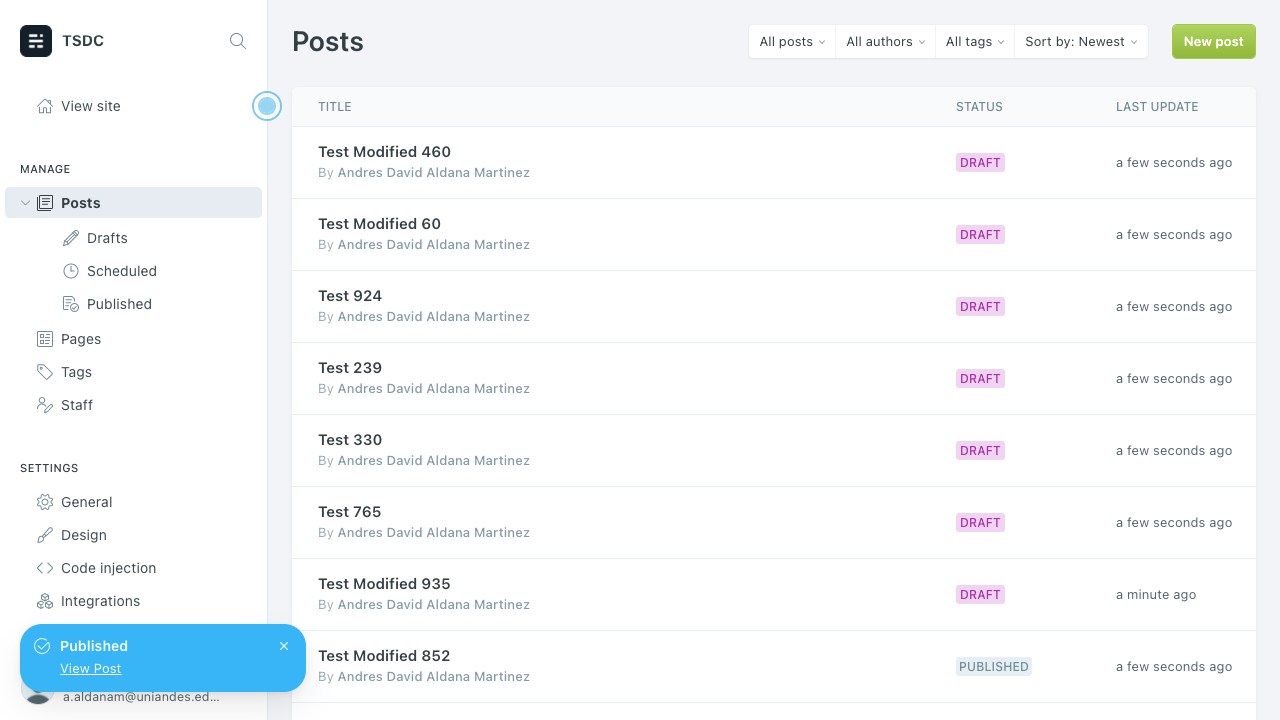 TSDC
View site
MANAGE
Posts
Drafts
Scheduled
Published
Pages
Tags
Staff
SETTINGS
General
Design
Code injection
Integrations
Published
View Post
a.aldanam@uniandes.ed...
Posts
All posts
All authors
All tags
Sort by: Newest
New post
TITLE STATUS LAST UPDATE
Test Modified 460
By Andres David Aldana Martinez
DRAFT
a few seconds ago
Test Modified 60
By Andres David Aldana Martinez
DRAFT
a few seconds ago
Test 924
By Andres David Aldana Martinez
DRAFT
a few seconds ago
Test 239
By Andres David Aldana Martinez
DRAFT
a few seconds ago
Test 330
By Andres David Aldana Martinez
DRAFT
a few seconds ago
Test 765
By Andres David Aldana Martinez
DRAFT
a few seconds ago
Test Modified 935
By Andres David Aldana Martinez
DRAFT
a minute ago
Test Modified 852
By Andres David Aldana Martinez
PUBLISHED
a few seconds ago